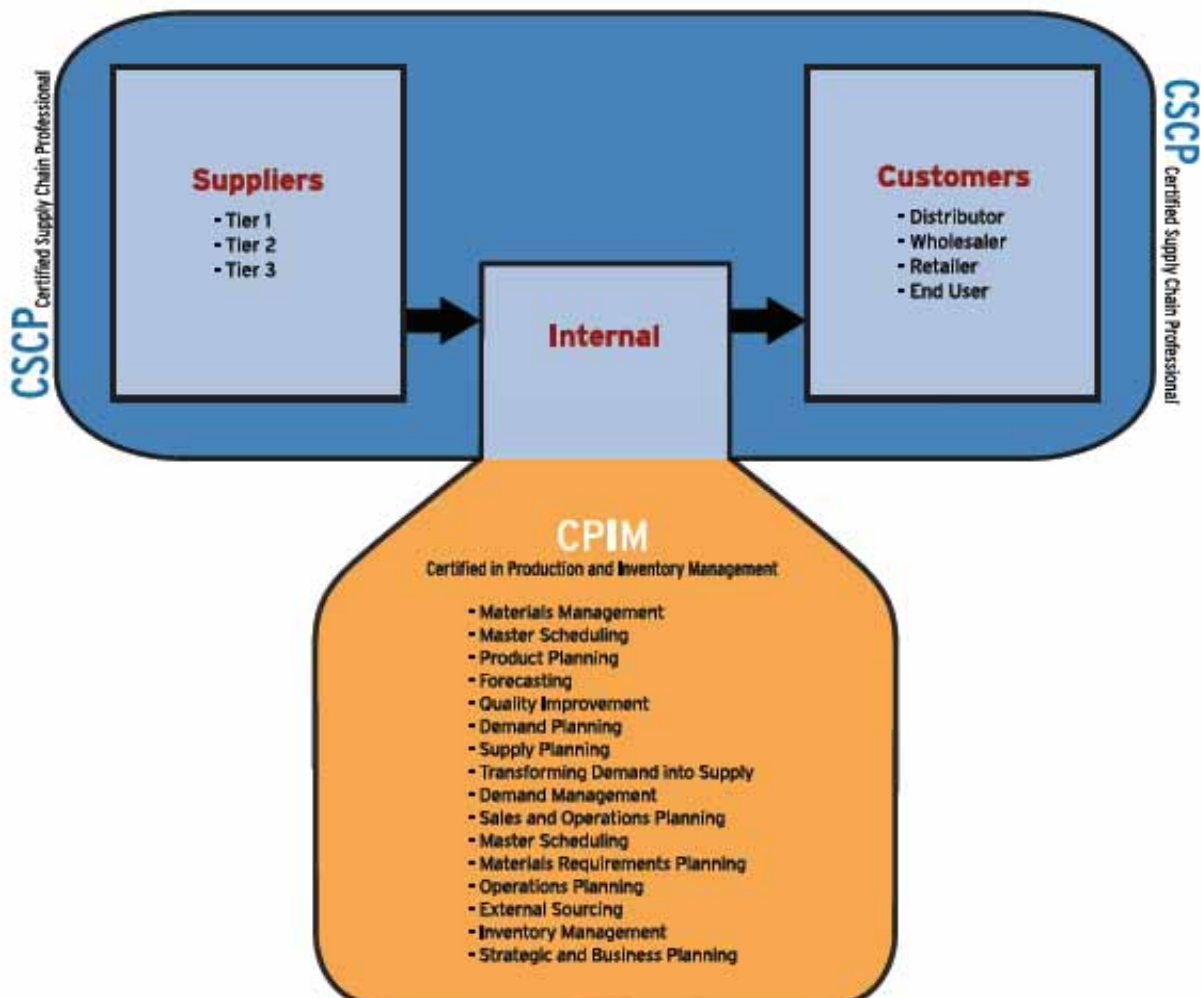 CSCP Certified Supply Chain Professional
Suppliers
- Tier 1
- Tier 2
- Tier 3
Internal
Customers
- Distributor
- Wholesaler
- Retailer
- End User
CSCP Certified Supply Chain Professional
CPIM
Certified in Production and Inventory Management
- Materials Management
- Master Scheduling
- Product Planning
- Forecasting
- Quality Improvement
- Demand Planning
- Supply Planning
- Transforming Demand into Supply
- Demand Management
- Sales and Operations Planning
- Master Scheduling
- Materials Requirements Planning
- Operations Planning
- External Sourcing
- Inventory Management
- Strategic and Business Planning